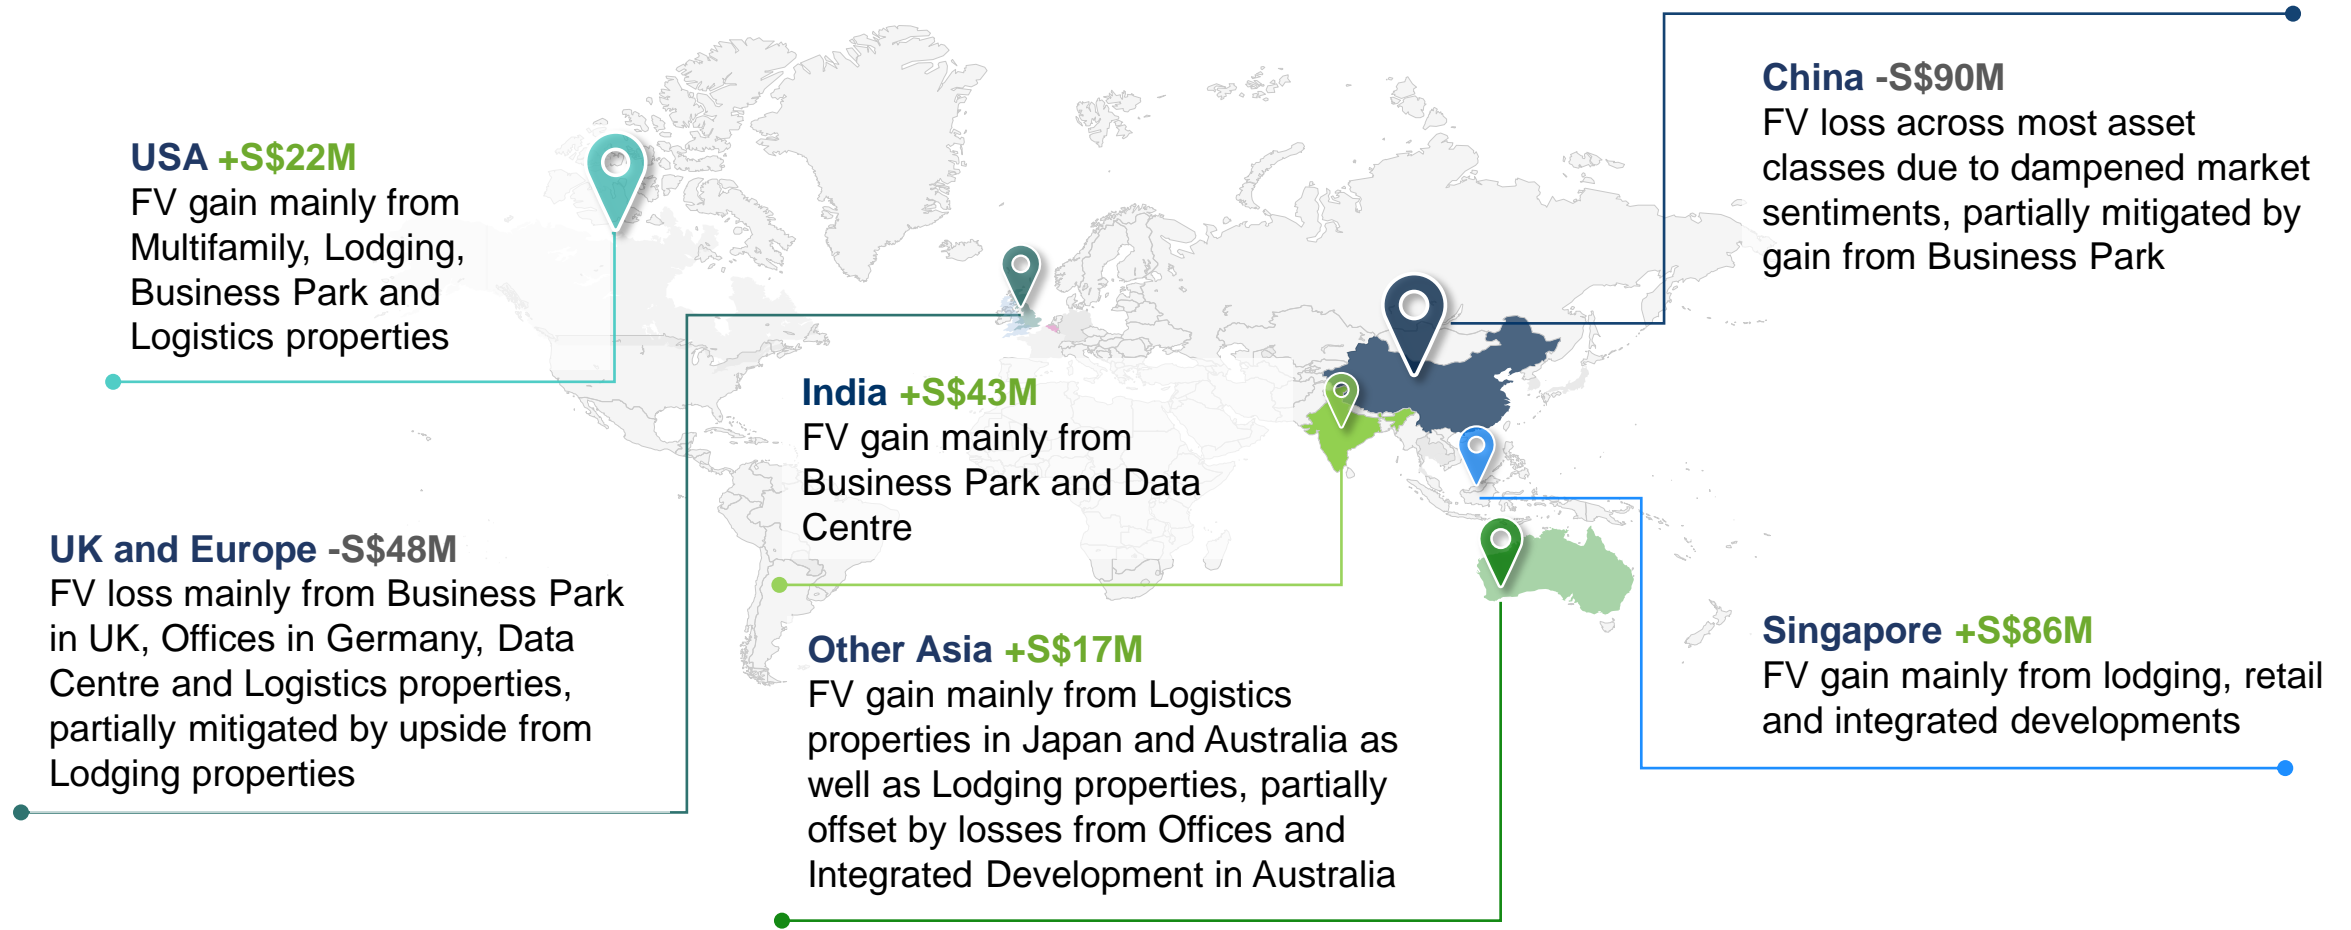 USA +S$22M
FV gain mainly from
Multifamily, Lodging,
Business Park and
Logistics properties
China -S$90M
FV loss across most asset
classes due to dampened market
sentiments, partially mitigated by
gain from Business Park
India +S$43M
FV gain mainly from
Business Park and Data
Centre
UK and Europe -S$48M
FV loss mainly from Business Park
in UK, Offices in Germany, Data
Centre and Logistics properties,
partially mitigated by upside from
Lodging properties
Other Asia +S$17M
FV gain mainly from Logistics
properties in Japan and Australia as
well as Lodging properties, partially
offset by losses from Offices and
Integrated Development in Australia
Singapore +S$86M
FV gain mainly from lodging, retail
and integrated developments